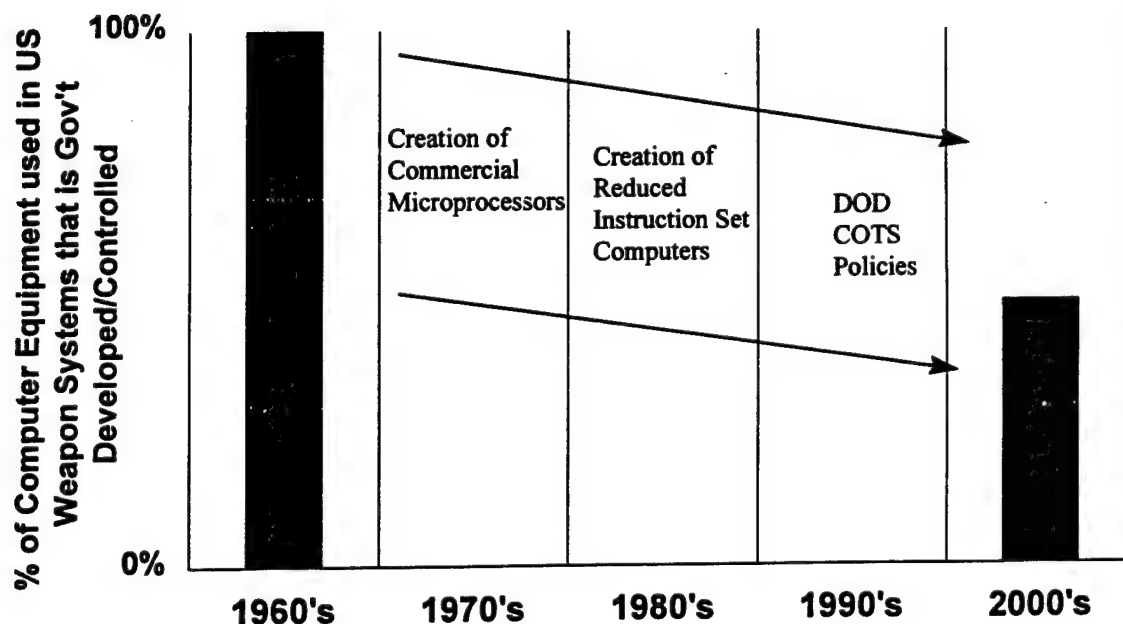 % of Computer Equipment used in US
Weapon Systems that is Gov't
Developed/Controlled
100%
0%
Creation of
Commercial
Microprocessors
Creation of
Reduced
Instruction Set
Computers
DOD
COTS
Policies
1960's
1970's
1980's
1990's
2000's